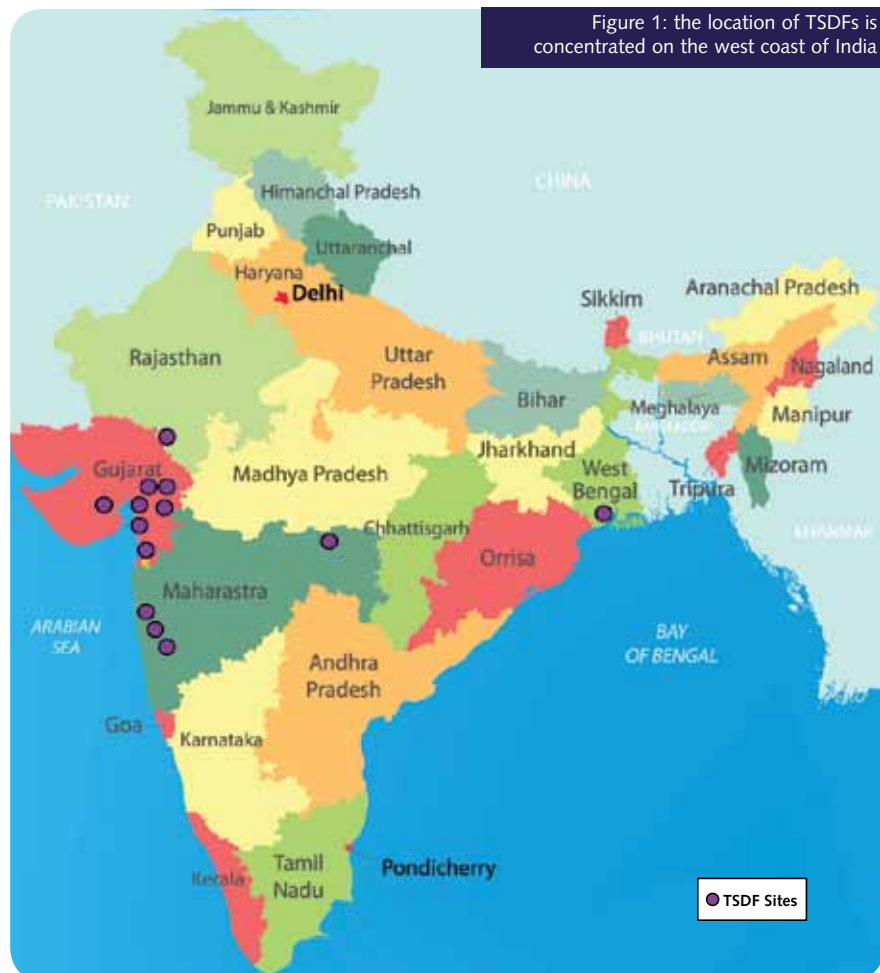 Figure 1: the location of TSDFs is
concentrated on the west coast of India
Jammu & Kashmir
CHINA
Himanchal Pradesh
PAKISTAN
Punjab
Uttaranchal
Haryana
Delhi
Sikkim
Aranachal Pradesh
BHUTAN
Rajasthan
Uttar
Pradesh
Assam
Nagaland
Bihar
Meghalaya
Manipur
BANGLADESH
Jharkhand
Gujarat
Madhya Pradesh
West
Bengal
Mizoram
Tripura
Chhattisgarh
MYANMAR
Orrisa
Maharastra
ARABIAN
SEA
BAY
OF BENGAL
Andhra
Pradesh
Goa
Karnataka
Pondicherry
Tamil
Nadu
Kerala
TSDF Sites